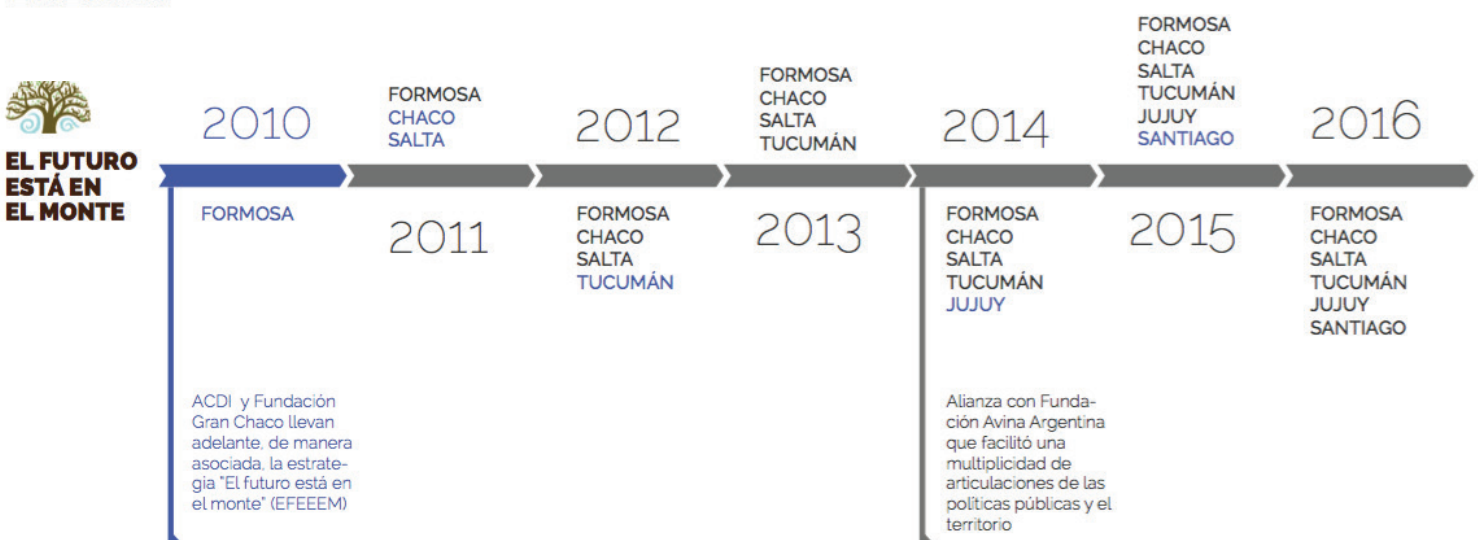 EL FUTURO
ESTÁ EN
EL MONTE
2010
FORMOSA
ACDI y Fundación
Gran Chaco llevan
adelante, de manera
asociada, la estrate-
gia "El futuro está en
el monte" (EFEEEM)
FORMOSA
CHACO
SALTA
2011
2012
FORMOSA
CHACO
SALTA
TUCUMÁN
FORMOSA
CHACO
SALTA
TUCUMÁN
2013
2014
FORMOSA
CHACO
SALTA
TUCUMÁN
JUJUY
Alianza con Funda-
ción Avina Argentina
que facilitó una
multiplicidad de
articulaciones de las
políticas públicas y el
territorio
FORMOSA
CHACO
SALTA
TUCUMÁN
JUJUY
SANTIAGO
2015
2016
FORMOSA
CHACO
SALTA
TUCUMÁN
JUJUY
SANTIAGO